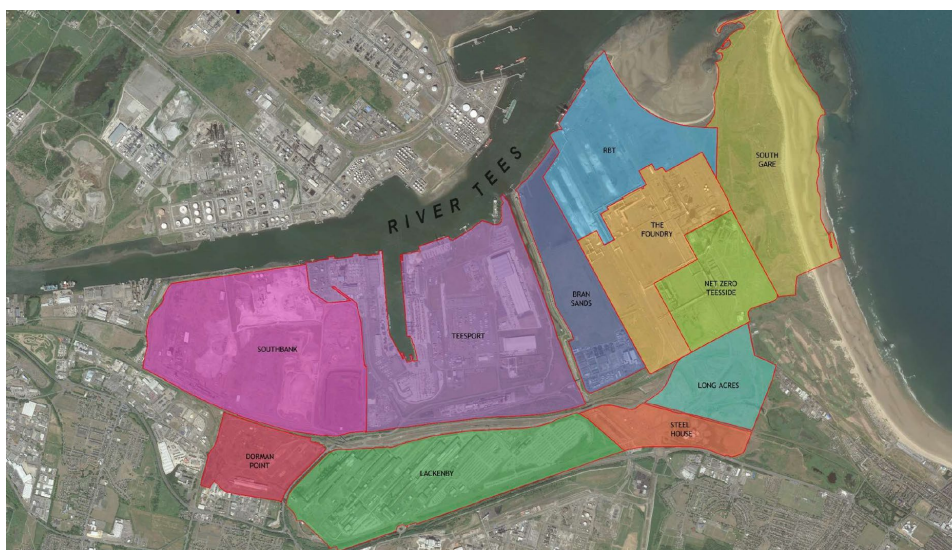 RIVER TEES
RBT
SOUTH
GARE
THE
FOUNDRY
NET ZERO
TEESSIDE
BRAN
SANDS
TEESPORT
SOUTHBANK
LONG ACRES
STEEL
HOUSE
DORMAN
POINT
LACKENBY